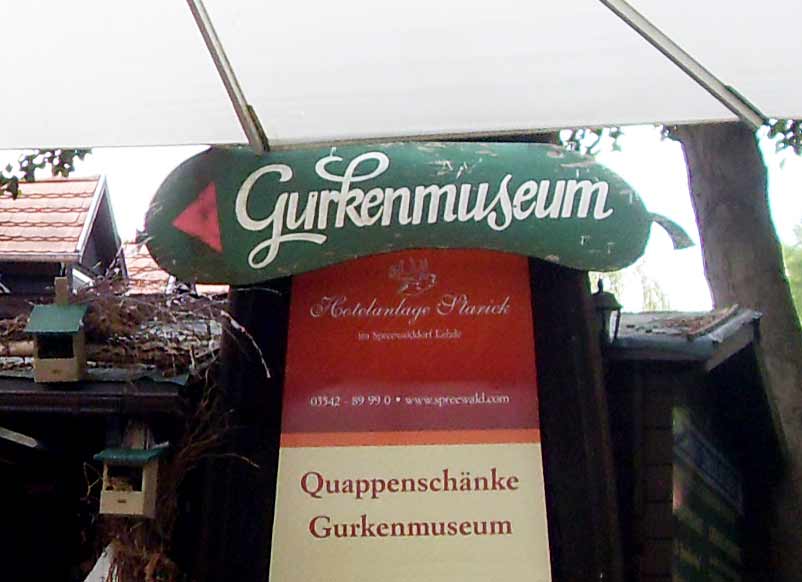 Gurkenmuseum
Hotelanlage Starick
im Spreewalddorf Lehde
03542 - 89 99 0 • www.spreewald.com
Quappenschänke
Gurkenmuseum